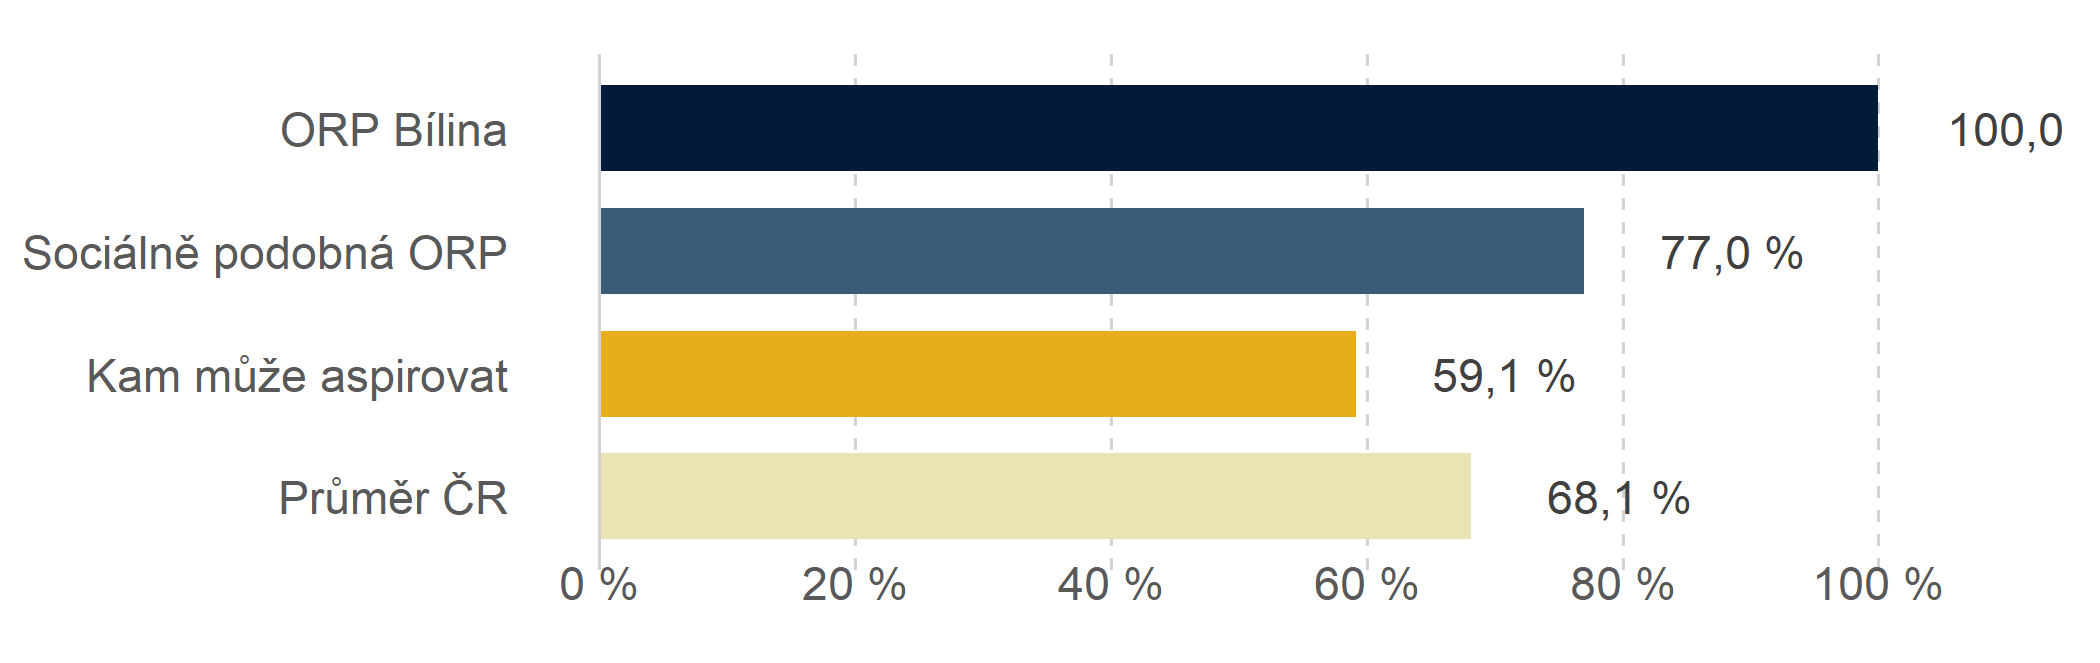 ORP Bílina 100,0
Sociálně podobná ORP 77,0 %
Kam může aspirovat 59,1 %
Průměr ČR 68,1 %
0 % 20 % 40 % 60 % 80 % 100 %